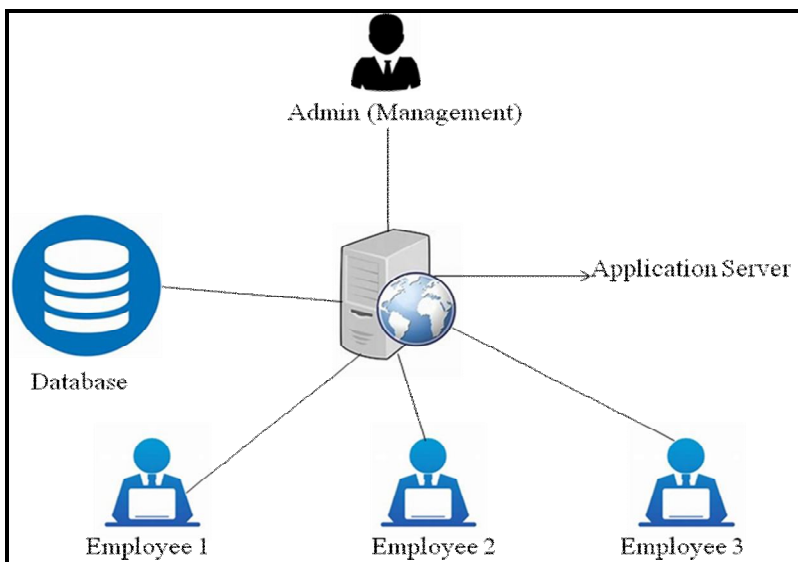 Admin (Management)
Application Server
Database
Employee 1
Employee 2
Employee 3